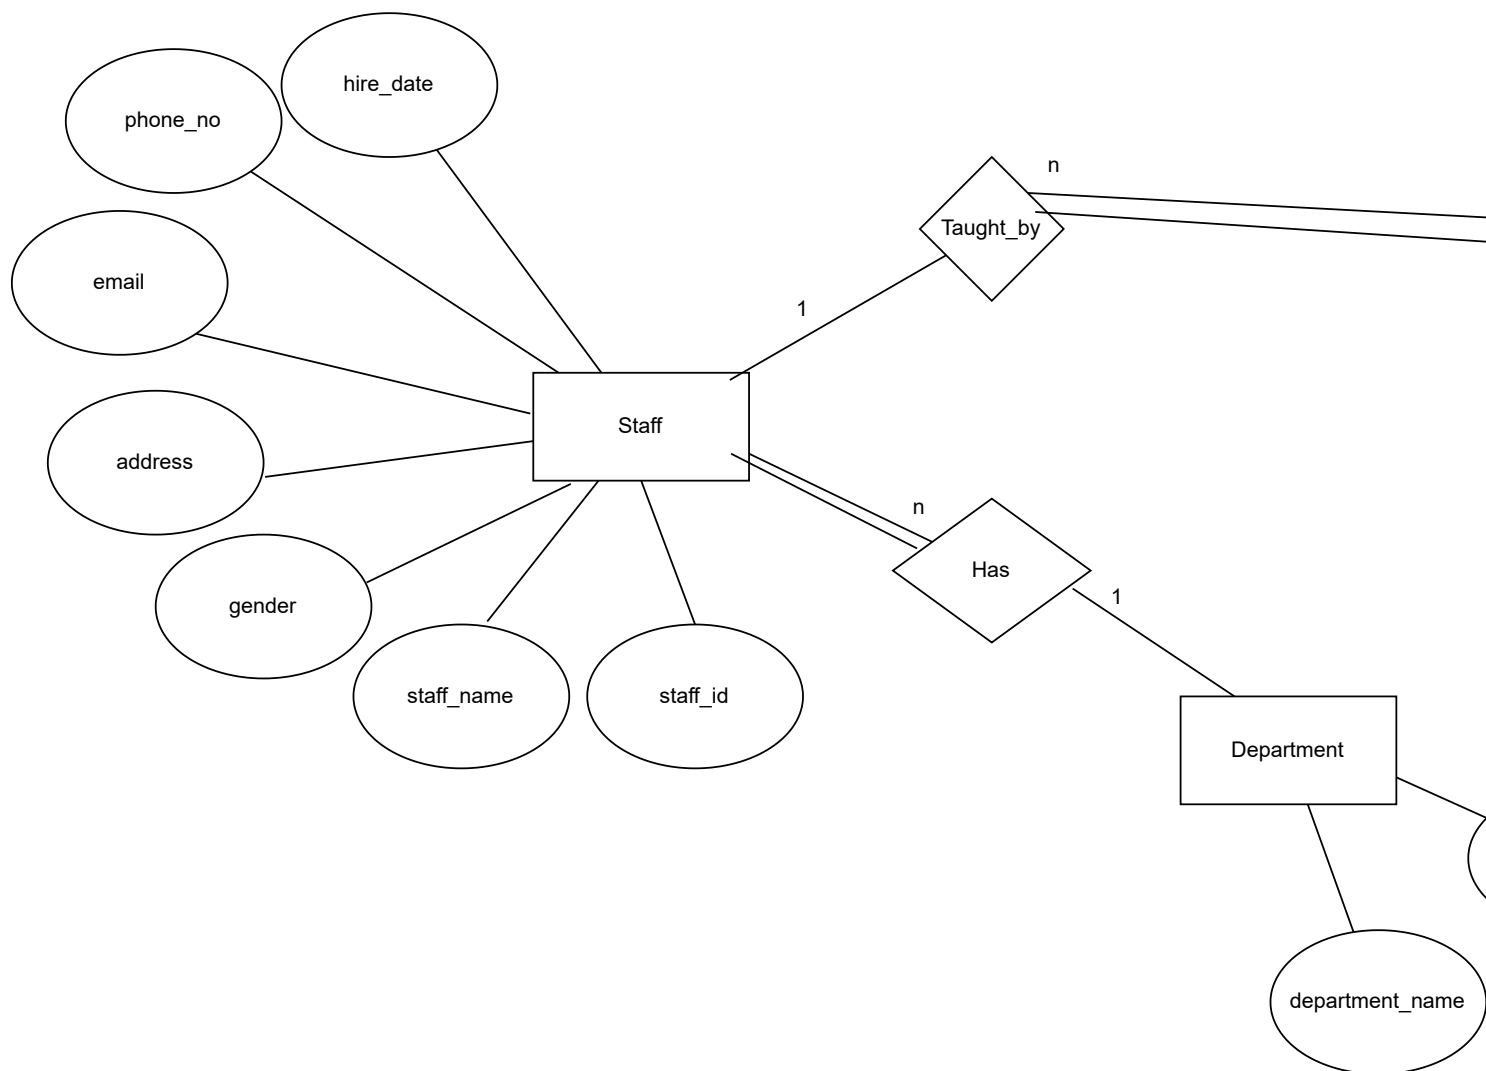 hire_date
phone_no
n
Taught_by
email
1
Staff
address
n
Has
1
gender
staff_name
staff_id
Department
department_name